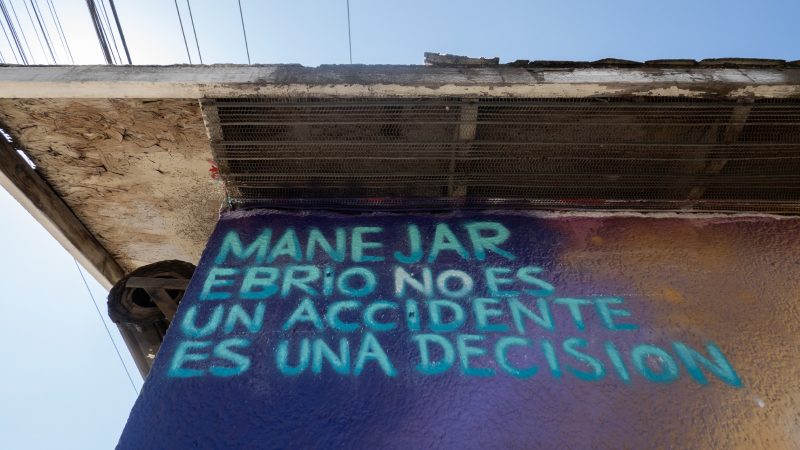 MANEJAR
EBRIO NO ES
UN ACCIDENTE
ES UNA DECISION